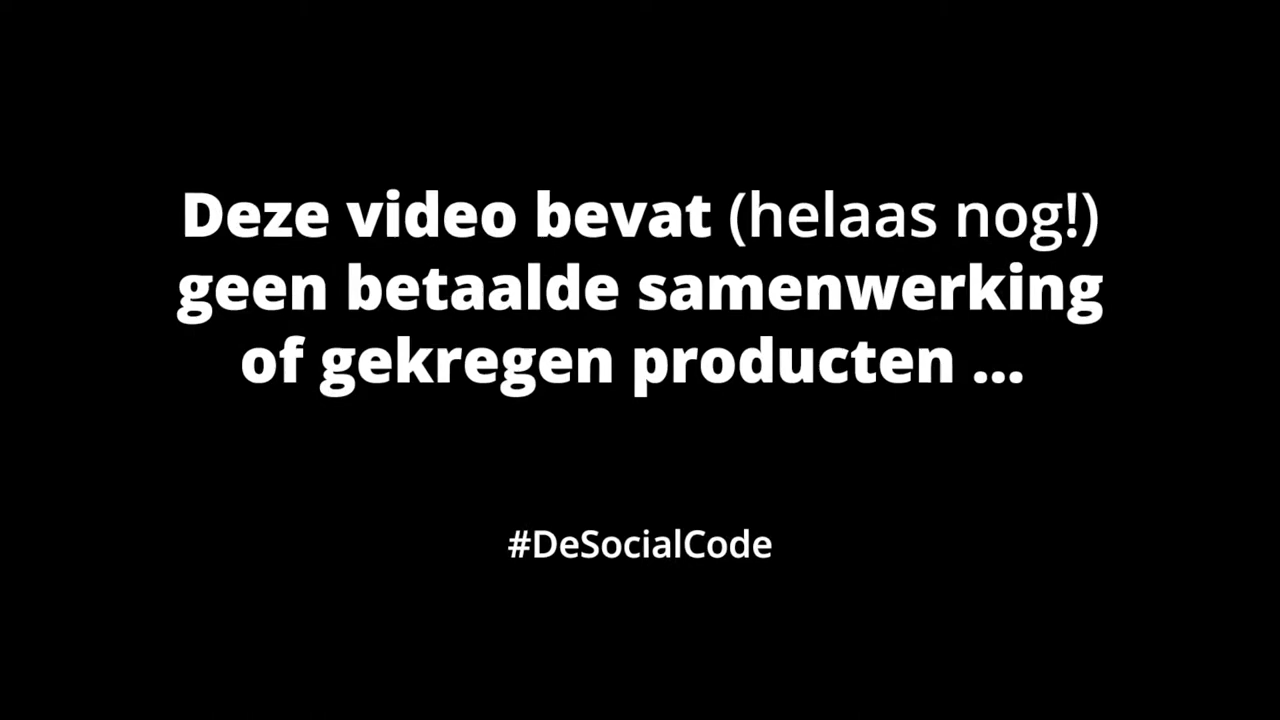 Deze video bevat (helaas nog!)
geen betaalde samenwerking
of gekregen producten ...
#DeSocialCode